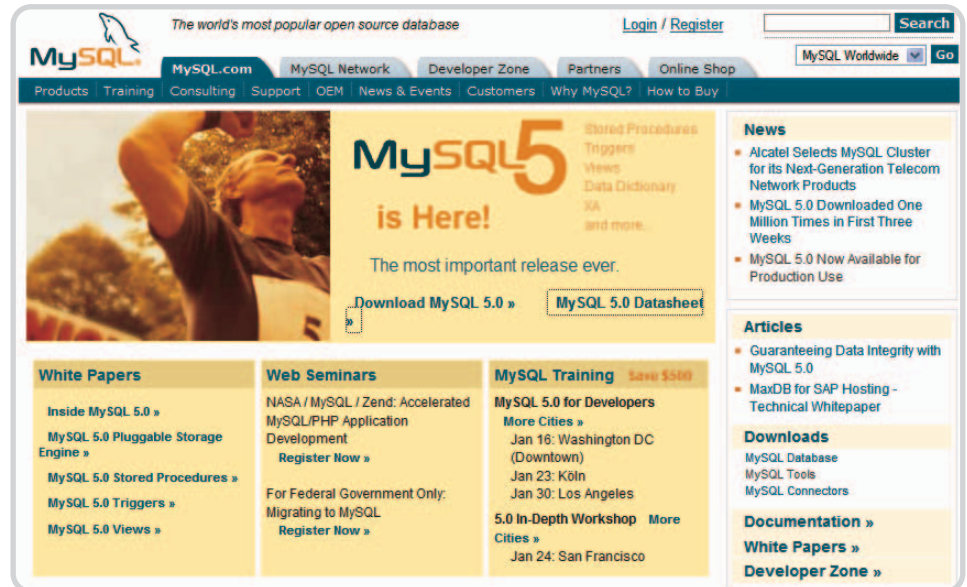 The world's most popular open source database
Login / Register
Search
MySQL
MySQL Worldwide
Go
MySQL.com
MySQL Network
Developer Zone
Partners
Online Shop
Products
Training
Consulting
Support
OEM
News & Events
Customers
Why MySQL?
How to Buy
MySQL 5
is Here!
Stored Procedures
Triggers
Views
Data Dictionary
XA
and more.
The most important release ever.
Download MySQL 5.0 »
MySQL 5.0 Datasheet
»
White Papers
Inside MySQL 5.0 »
MySQL 5.0 Pluggable Storage
Engine »
MySQL 5.0 Stored Procedures »
MySQL 5.0 Triggers »
MySQL 5.0 Views »
Web Seminars
NASA / MySQL / Zend: Accelerated
MySQL/PHP Application
Development
Register Now »
For Federal Government Only:
Migrating to MySQL
Register Now »
MySQL Training Save $500
MySQL 5.0 for Developers
More Cities »
Jan 16: Washington DC
(Downtown)
Jan 23: Köln
Jan 30: Los Angeles
5.0 In-Depth Workshop More
Cities »
Jan 24: San Francisco
News
Alcatel Selects MySQL Cluster
for its Next-Generation Telecom
Network Products
MySQL 5.0 Downloaded One
Million Times in First Three
Weeks
MySQL 5.0 Now Available for
Production Use
Articles
Guaranteeing Data Integrity with
MySQL 5.0
MaxDB for SAP Hosting -
Technical Whitepaper
Downloads
MySQL Database
MySQL Tools
MySQL Connectors
Documentation »
White Papers »
Developer Zone »